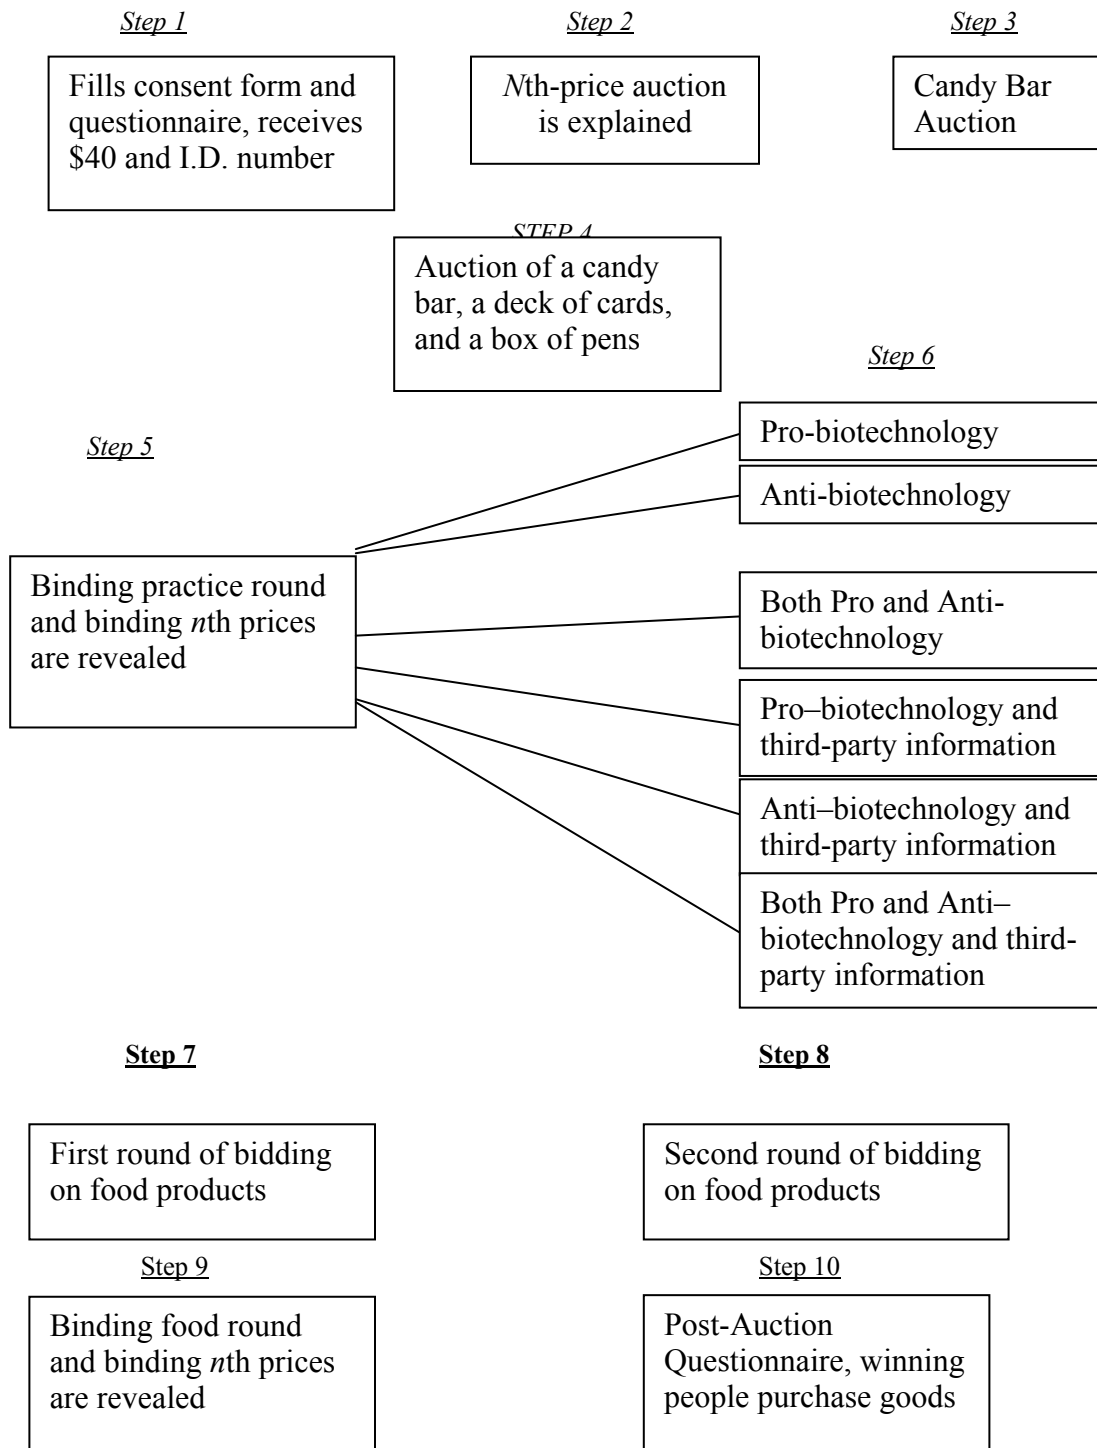 Step 1
Step 2
Step 3
Fills consent form and
questionnaire, receives
$40 and I.D. number
Nth-price auction
is explained
Candy Bar
Auction
STEP 4
Auction of a candy
bar, a deck of cards,
and a box of pens
Step 6
Pro-biotechnology
Step 5
Anti-biotechnology
Binding practice round
and binding nth prices
are revealed
Both Pro and Anti-
biotechnology
Pro–biotechnology and
third-party information
Anti–biotechnology and
third-party information
Both Pro and Anti–
biotechnology and third-
party information
Step 7
Step 8
First round of bidding
on food products
Second round of bidding
on food products
Step 9
Step 10
Binding food round
and binding nth prices
are revealed
Post-Auction
Questionnaire, winning
people purchase goods